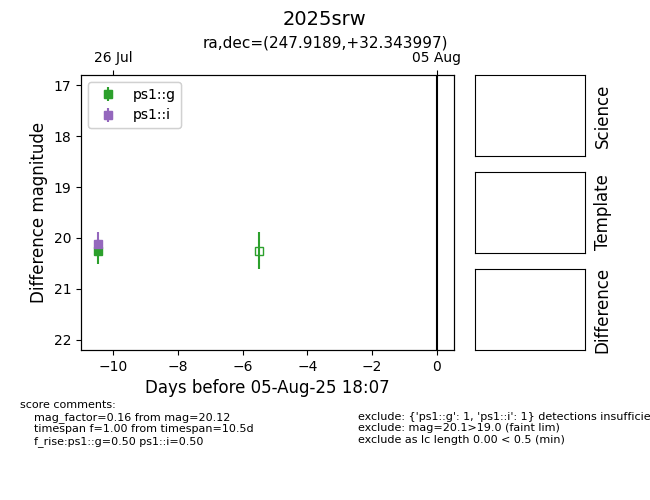 2025srw
ra,dec=(247.9189,+32.343997)
26 Jul
05 Aug
ps1::g
ps1::i
17
18
19
20
21
22
Difference magnitude
−10
−8
−6
−4
−2
0
Days before 05-Aug-25 18:07
Science
Template
Difference
score comments:
mag_factor=0.16 from mag=20.12
timespan f=1.00 from timespan=10.5d
f_rise:ps1::g=0.50 ps1::i=0.50
exclude: {'ps1::g': 1, 'ps1::i': 1} detections insufficie
exclude: mag=20.1>19.0 (faint lim)
exclude as lc length 0.00 < 0.5 (min)